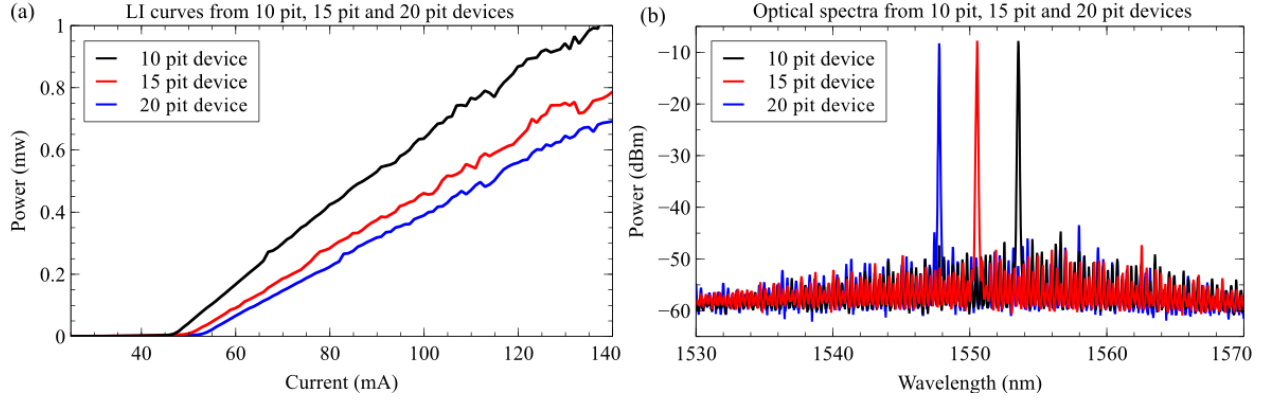 (a)
LI curves from 10 pit, 15 pit and 20 pit devices
10 pit device
15 pit device
20 pit device
Power (mw)
1
0.8
0.6
0.4
0.2
0
40 60 80 100 120 140
Current (mA)
(b)
Optical spectra from 10 pit, 15 pit and 20 pit devices
10 pit device
15 pit device
20 pit device
Power (dBm)
−10
−20
−30
−40
−50
−60
1530 1540 1550 1560 1570
Wavelength (nm)